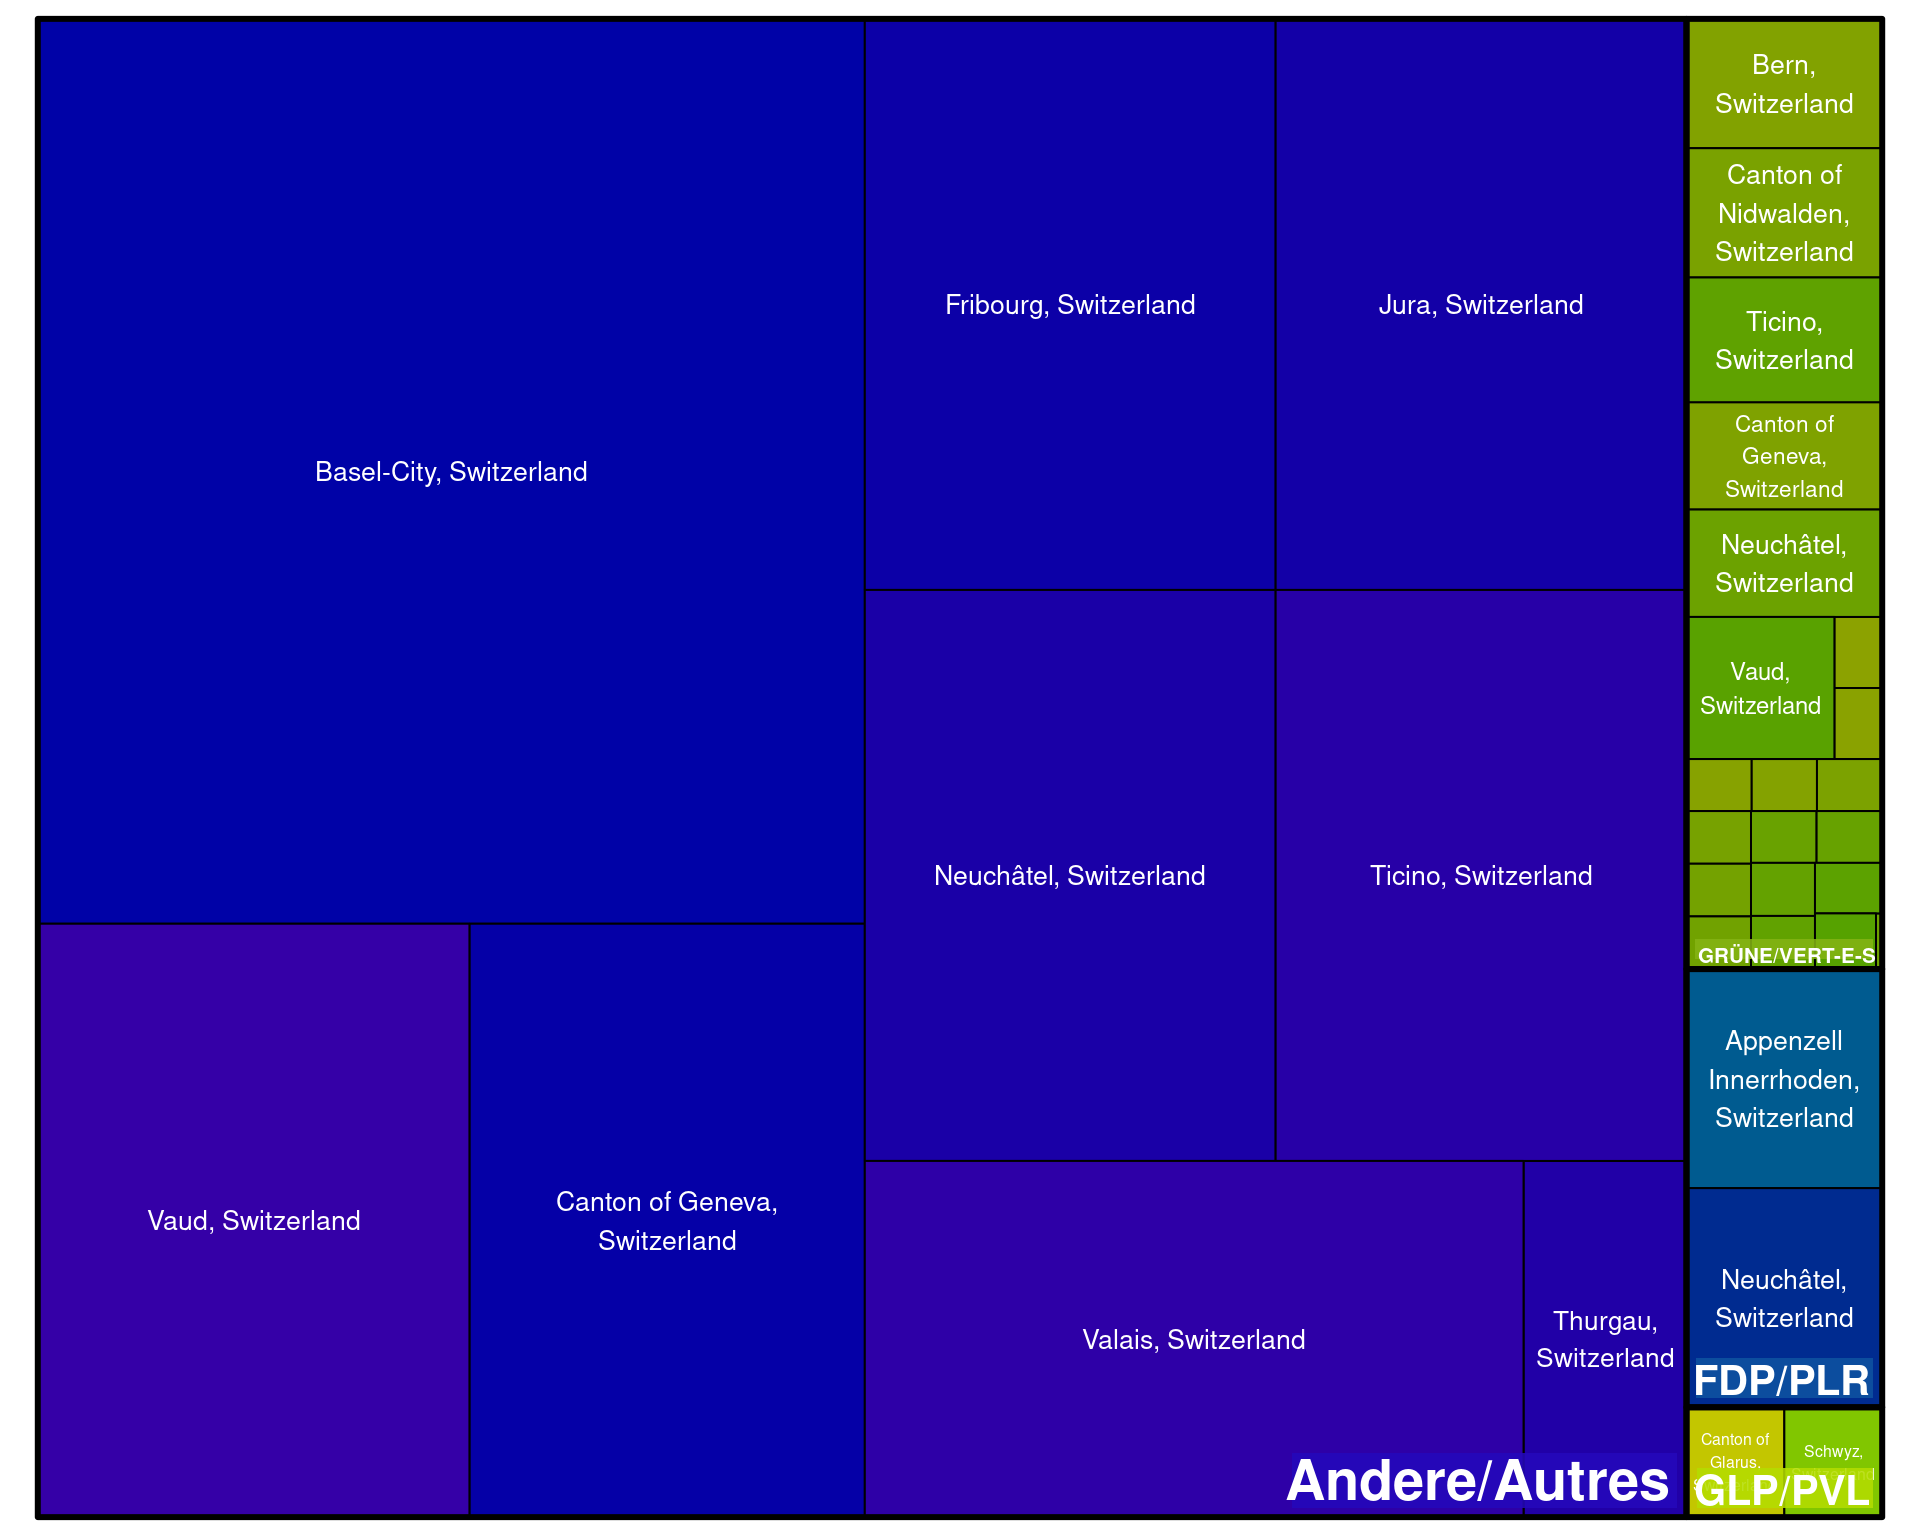 Basel-City, Switzerland
Fribourg, Switzerland
Jura, Switzerland
Neuchâtel, Switzerland
Ticino, Switzerland
Vaud, Switzerland
Canton of Geneva,
Switzerland
Valais, Switzerland
Thurgau,
Switzerland
Andere/Autres
Bern,
Switzerland
Canton of
Nidwalden,
Switzerland
Ticino,
Switzerland
Canton of
Geneva,
Switzerland
Neuchâtel,
Switzerland
Vaud,
Switzerland
GRÜNE/VERT-E-S
Appenzell
Innerrhoden,
Switzerland
Neuchâtel,
Switzerland
FDP/PLR
Canton of
Glarus,
Schwyz,
GLP/PVL